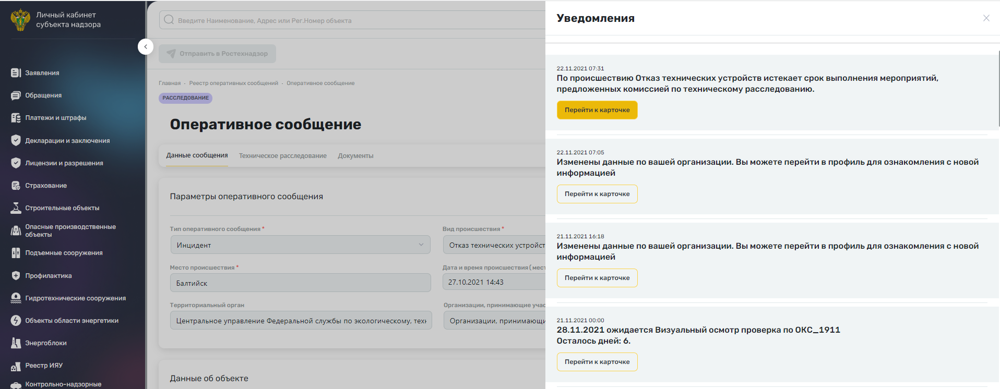 Личный кабинет
субъекта надзора
Заявления
Обращения
Платежи и штрафы
Декларации и заключения
Лицензии и разрешения
Страхование
Строительные объекты
Опасные производственные
объекты
Подъемные сооружения
Профилактика
Гидротехнические сооружения
Объекты области энергетики
Энергоблоки
Реестр ИЯУ
Контрольно-надзорные
Введите Наименование, Адрес или Рег.Номер объекта
Отправить в Ростехнадзор
Главная · Реестр оперативных сообщений · Оперативное сообщение
РАССЛЕДОВАНИЕ
Оперативное сообщение
Данные сообщения Техническое расследование Документы
Параметры оперативного сообщения
Тип оперативного сообщения * Вид происшествия *
Инцидент Отказ технических устройст
Место происшествия * Дата и время происшествия (мест
Балтийск 27.10.2021 14:43
Территориальный орган Организации, принимающие учас
Центральное управление Федеральной службы по экологическому, техн Организации, принимающи
Данные об объекте
Уведомления
22.11.2021 07:31
По происшествию Отказ технических устройств истекает срок выполнения мероприятий,
предложенных комиссией по техническому расследованию.
Перейти к карточке
22.11.2021 07:05
Изменены данные по вашей организации. Вы можете перейти в профиль для ознакомления с новой
информацией
Перейти к карточке
21.11.2021 16:18
Изменены данные по вашей организации. Вы можете перейти в профиль для ознакомления с новой
информацией
Перейти к карточке
21.11.2021 00:00
28.11.2021 ожидается Визуальный осмотр проверка по ОКС_1911
Осталось дней: 6.
Перейти к карточке